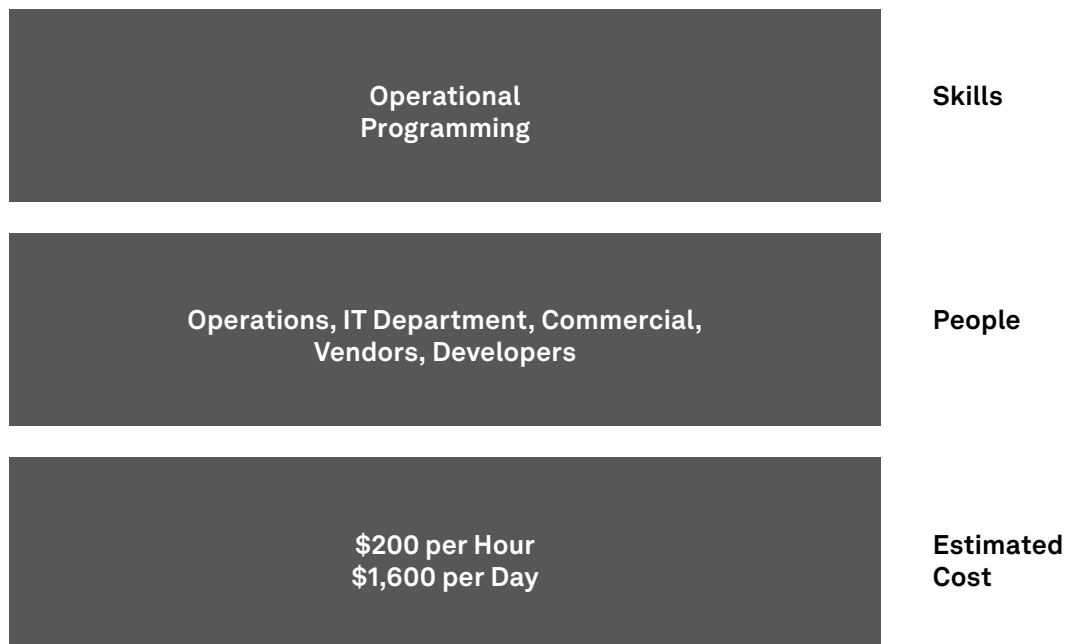 Operational
Programming
Skills
Operations, IT Department, Commercial,
Vendors, Developers
People
$200 per Hour
$1,600 per Day
Estimated
Cost